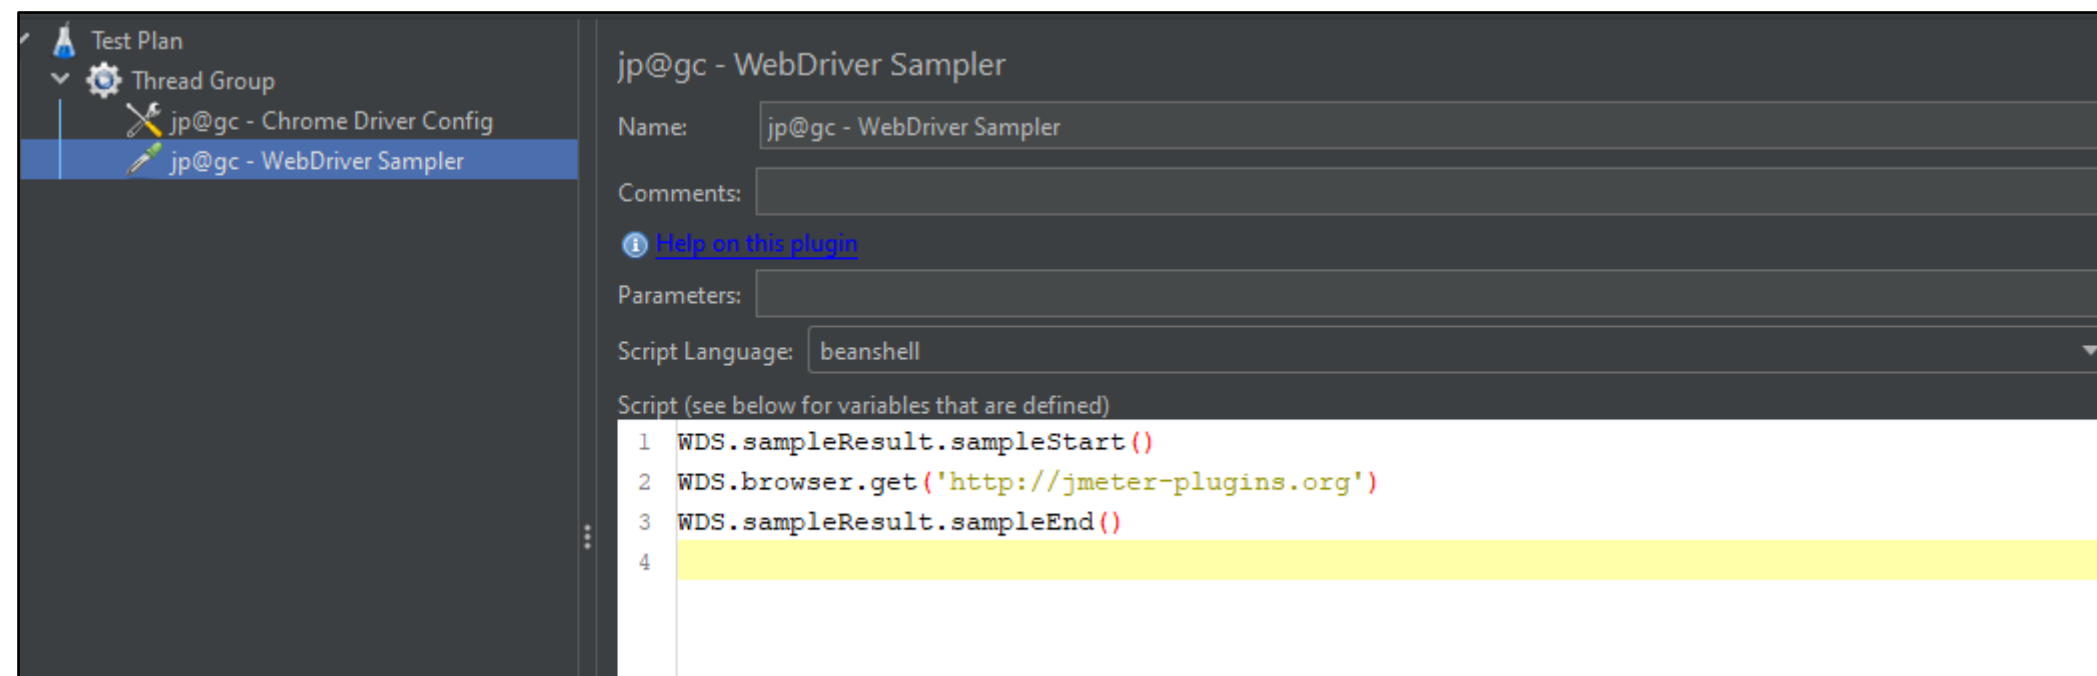 Test Plan
Thread Group
jp@gc - Chrome Driver Config
jp@gc - WebDriver Sampler
jp@gc - WebDriver Sampler
Name: jp@gc - WebDriver Sampler
Comments:
Help on this plugin
Parameters:
Script Language: beanshell
Script (see below for variables that are defined)
1 WDS.sampleResult.sampleStart()
2 WDS.browser.get('http://jmeter-plugins.org')
3 WDS.sampleResult.sampleEnd()
4